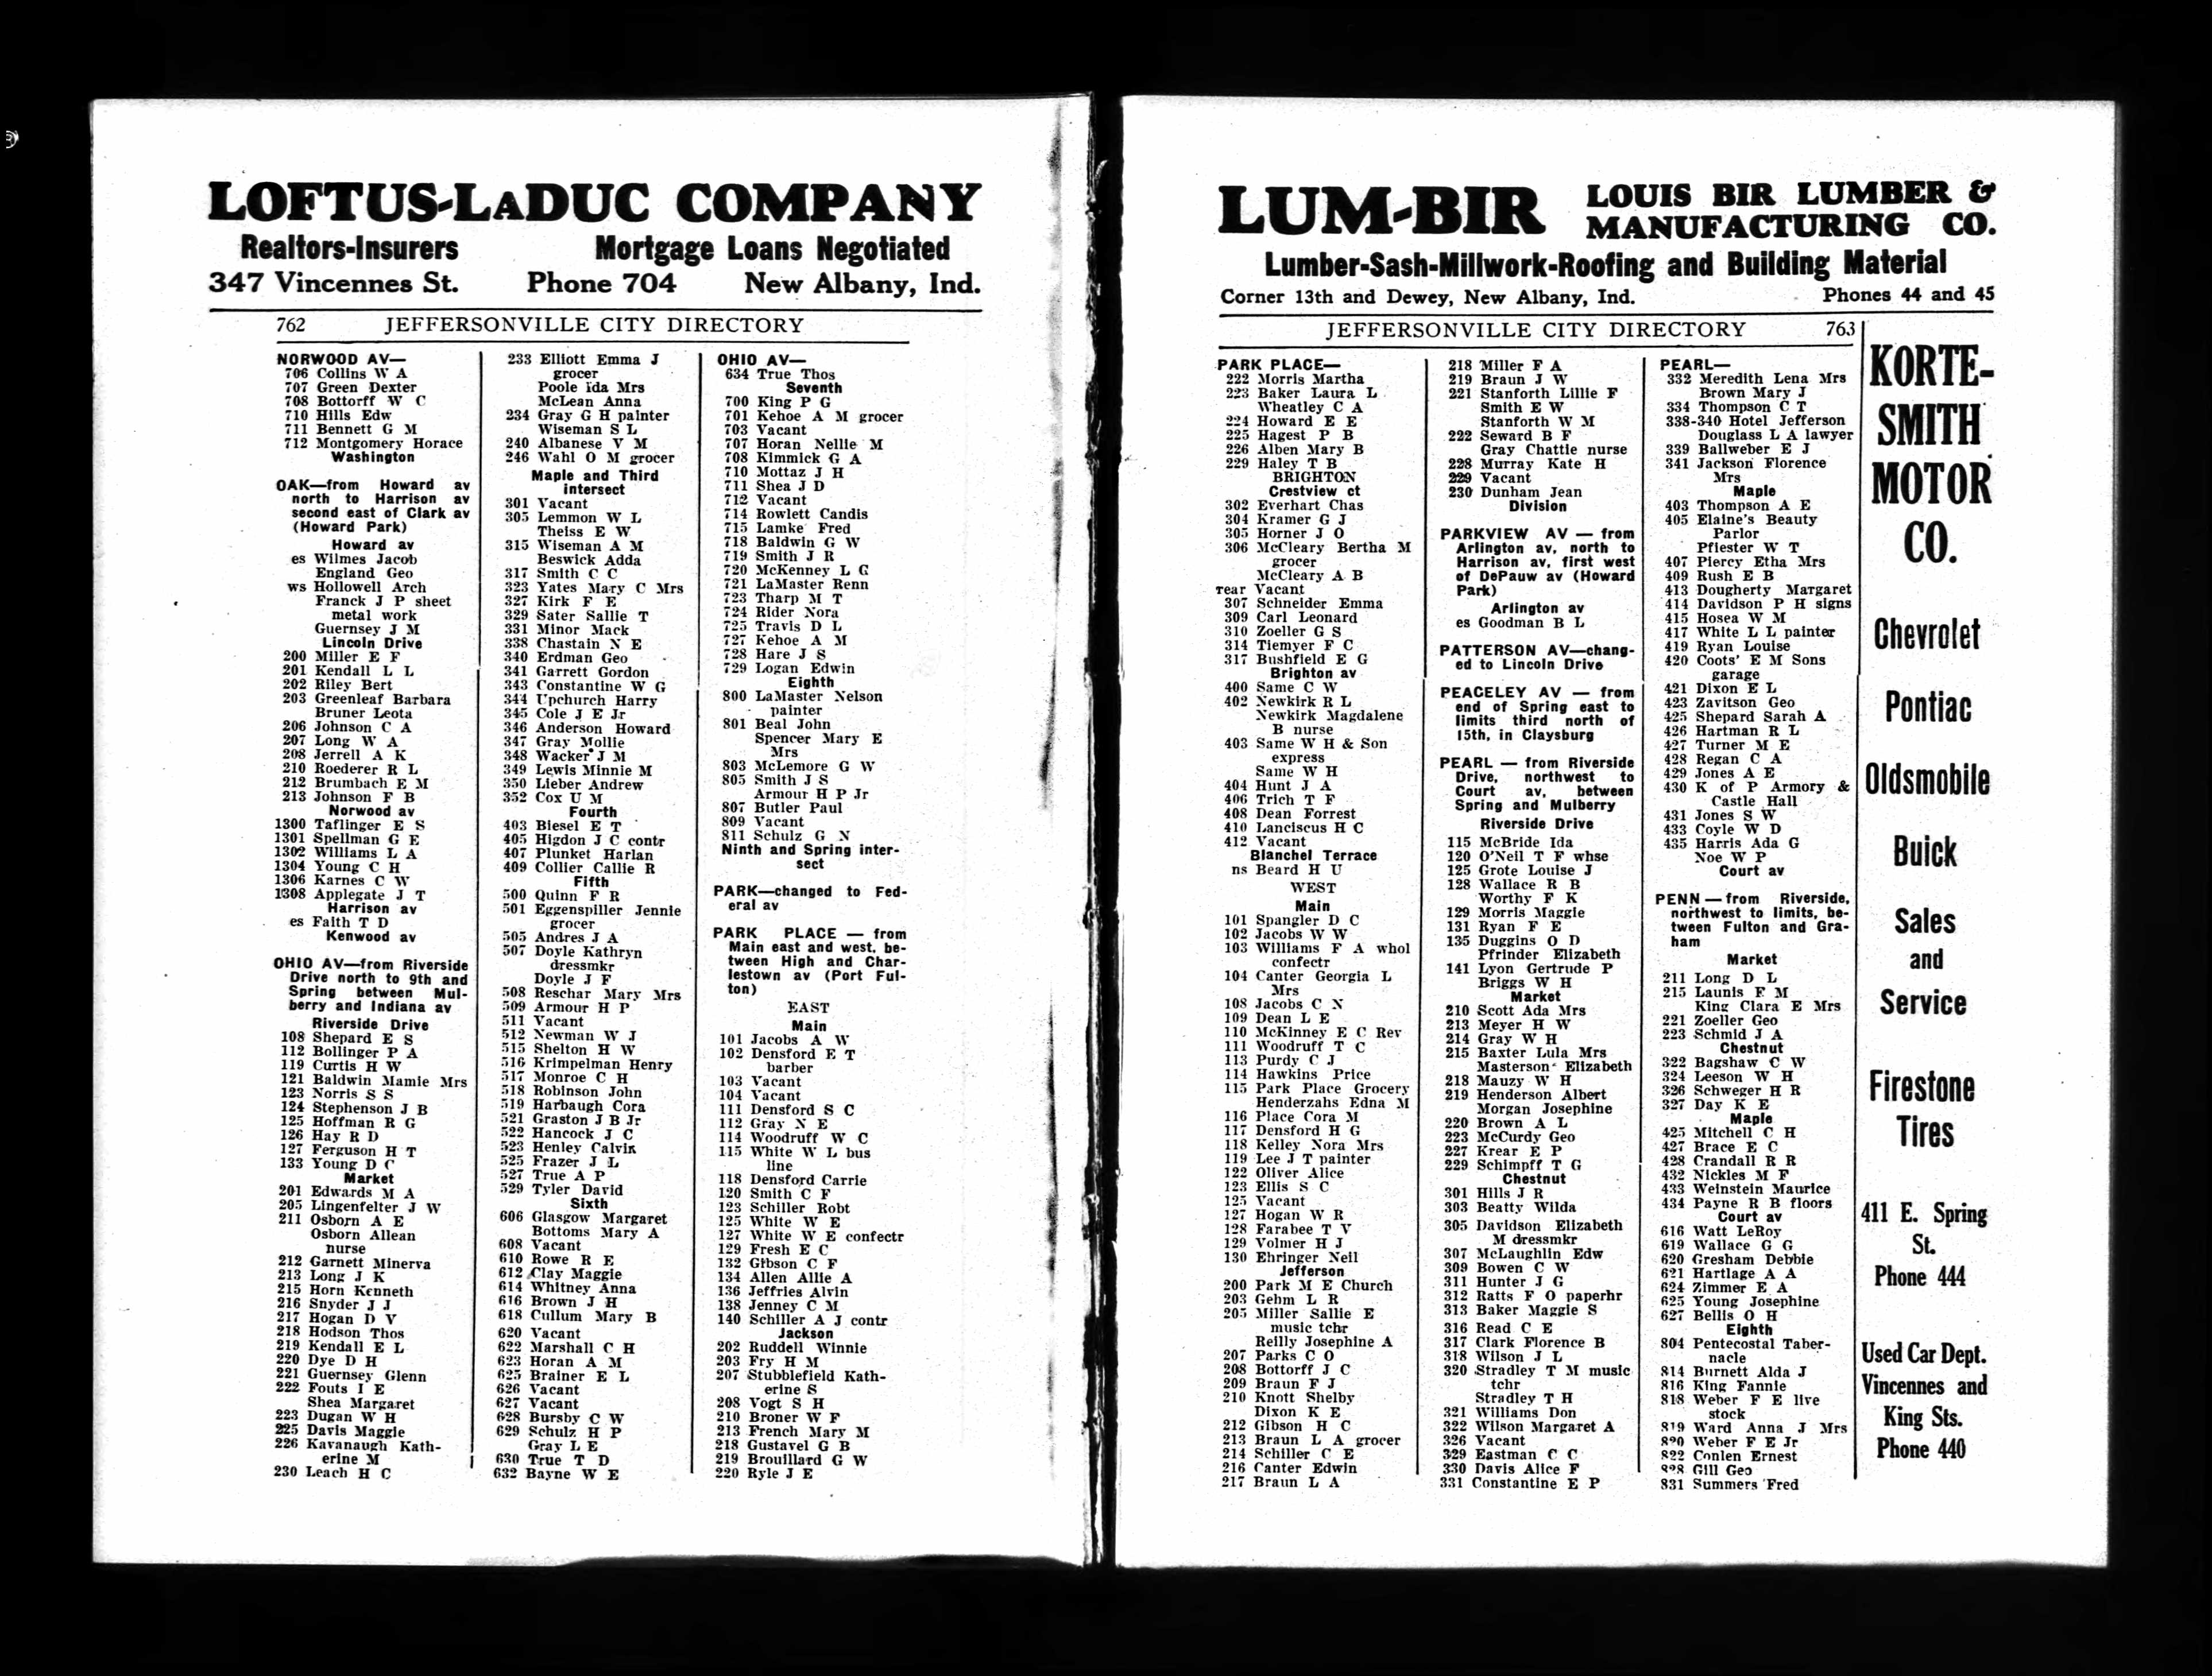 LOFTUS-LADUC COMPANY
Realtors-Insurers Mortgage Loans Negotiated
347 Vincennes St. Phone 704 New Albany, Ind.
762 JEFFERSONVILLE CITY DIRECTORY
NORWOOD AV—
706 Collins W A
707 Green Dexter
708 Bottorff W C
710 Hills Edw
711 Bennett G M
712 Montgomery Horace
Washington
OAK—from Howard av
north to Harrison av
second east of Clark av
(Howard Park)
Howard av
es Wilmes Jacob
England Geo
ws Hollowell Arch
Franck J P sheet
metal work
Guernsey J M
Lincoln Drive
200 Miller E F
201 Kendall L L
202 Riley Bert
203 Greenleaf Barbara
Bruner Leota
206 Johnson C A
207 Long W A
208 Jerrell A K
210 Roederer R L
212 Brumbach E M
213 Johnson F B
Norwood av
1300 Taflinger E S
1301 Spellman G E
1302 Williams L A
1304 Young C H
1306 Karnes C W
1308 Applegate J T
Harrison av
es Faith T D
Kenwood av
OHIO AV—from Riverside
Drive north to 9th and
Spring between Mul-
berry and Indiana av
Riverside Drive
108 Shepard E S
112 Bollinger P A
119 Curtis H W
121 Baldwin Mamie Mrs
123 Norris S S
124 Stephenson J B
125 Hoffman R G
126 Hay R D
127 Ferguson H T
133 Young D C
Market
201 Edwards M A
205 Lingenfelter J W
211 Osborn A E
Osborn Allean
nurse
212 Garnett Minerva
213 Long J K
215 Horn Kenneth
216 Snyder J J
217 Hogan D V
218 Hodson Thos
219 Kendall E L
220 Dye D H
221 Guernsey Glenn
222 Fouts I E
Shea Margaret
223 Dugan W H
225 Davis Maggie
226 Kavanaugh Kath-
erine M
230 Leach H C
233 Elliott Emma J
grocer
Poole Ida Mrs
McLean Anna
234 Gray G H painter
Wiseman S L
240 Albanese V M
246 Wahl O M grocer
Maple and Third
intersect
301 Vacant
305 Lemmon W L
Theiss E W
315 Wiseman A M
Beswick Adda
317 Smith C C
323 Yates Mary C Mrs
327 Kirk F E
329 Sater Sallie T
331 Minor Mack
338 Chastain N E
340 Erdman Geo
341 Garrett Gordon
343 Constantine W G
344 Upchurch Harry
345 Cole J E Jr
346 Anderson Howard
347 Gray Mollie
348 Wacker J M
349 Lewis Minnie M
350 Lieber Andrew
352 Cox U M
Fourth
403 Biesel E T
405 Higdon J C contr
407 Plunket Harlan
409 Collier Callie R
Fifth
500 Quinn F R
501 Eggenspiller Jennie
grocer
505 Andres J A
507 Doyle Kathryn
dressmkr
Doyle J F
508 Reschar Mary Mrs
509 Armour H P
511 Vacant
512 Newman W J
515 Shelton H W
516 Krimpelman Henry
517 Monroe C H
518 Robinson John
519 Harbaugh Cora
521 Graston J B Jr
522 Hancock J C
523 Henley Calvin
525 Frazer J L
527 True A P
529 Tyler David
Sixth
606 Glasgow Margaret
Bottoms Mary A
608 Vacant
610 Rowe R E
612 Clay Maggie
614 Whitney Anna
616 Brown J H
618 Cullum Mary B
620 Vacant
622 Marshall C H
623 Horan A M
625 Brainer E L
626 Vacant
627 Vacant
628 Bursby C W
629 Schulz H P
Gray L E
630 True T D
632 Bayne W E
OHIO AV—
634 True Thos
Seventh
700 King P G
701 Kehoe A M grocer
703 Vacant
707 Horan Nellie M
708 Kimmick G A
710 Mottaz J H
711 Shea J D
712 Vacant
714 Rowlett Candis
715 Lamke Fred
718 Baldwin G W
719 Smith J R
720 McKenney L G
721 LaMaster Renn
723 Tharp M T
724 Rider Nora
725 Travis D L
727 Kehoe A M
728 Hare J S
729 Logan Edwin
Eighth
800 LaMaster Nelson
painter
801 Beal John
Spencer Mary E
Mrs
803 McLemore G W
805 Smith J S
Armour H P Jr
807 Butler Paul
809 Vacant
811 Schulz G N
Ninth and Spring inter-
sect
PARK—changed to Fed-
eral av
PARK PLACE — from
Main east and west, be-
tween High and Char-
lestown av (Port Ful-
ton)
EAST
Main
101 Jacobs A W
102 Densford E T
barber
103 Vacant
104 Vacant
111 Densford S C
112 Gray N E
114 Woodruff W C
115 White W L bus
line
118 Densford Carrie
120 Smith C F
123 Schiller Robt
125 White W E
127 White W E confectr
129 Fresh E C
132 Gibson C F
134 Allen Allie A
136 Jeffries Alvin
138 Jenney C M
140 Schiller A J contr
Jackson
202 Ruddell Winnie
203 Fry H M
207 Stubblefield Kath-
erine S
208 Vogt S H
210 Broner W F
213 French Mary M
218 Gustavel G B
219 Brouillard G W
220 Ryle J E
LUM-BIR LOUIS BIR LUMBER &
MANUFACTURING CO.
Lumber-Sash-Millwork-Roofing and Building Material
Corner 13th and Dewey, New Albany, Ind. Phones 44 and 45
JEFFERSONVILLE CITY DIRECTORY 763
PARK PLACE—
222 Morris Martha
223 Baker Laura L
Wheatley C A
224 Howard E E
225 Hagest P B
226 Alben Mary B
229 Haley T B
BRIGHTON
Crestview ct
302 Everhart Chas
304 Kramer G J
305 Horner J O
306 McCleary Bertha M
grocer
McCleary A B
rear Vacant
307 Schneider Emma
309 Carl Leonard
310 Zoeller G S
314 Tiemyer F C
317 Bushfield E G
Brighton av
400 Same C W
402 Newkirk R L
Newkirk Magdalene
B nurse
403 Same W H & Son
express
Same W H
404 Hunt J A
406 Trich T F
408 Dean Forrest
410 Lanciscus H C
412 Vacant
Blanchel Terrace
ns Beard H U
WEST
Main
101 Spangler D C
102 Jacobs W W
103 Williams F A whol
confectr
104 Canter Georgia L
Mrs
108 Jacobs C N
109 Dean L E
110 McKinney E C Rev
111 Woodruff T C
113 Purdy C J
114 Hawkins Price
115 Park Place Grocery
Henderzahs Edna M
116 Place Cora M
117 Densford H G
118 Kelley Nora Mrs
119 Lee J T painter
122 Oliver Alice
123 Ellis S C
125 Vacant
127 Hogan W R
128 Farabee T V
129 Volmer H J
130 Ehringer Neil
Jefferson
200 Park M E Church
203 Gehm L R
205 Miller Sallie E
music tchr
Reilly Josephine A
207 Parks C O
208 Bottorff J C
209 Braun F J
210 Knott Shelby
Dixon K E
212 Gibson H C
213 Braun L A grocer
214 Schiller C E
216 Canter Edwin
217 Braun L A
218 Miller F A
219 Braun J W
221 Stanforth Lillie F
Smith E W
Stanforth W M
222 Seward B F
Gray Chattie nurse
228 Murray Kate H
229 Vacant
230 Dunham Jean
Division
PARKVIEW AV — from
Arlington av, north to
Harrison av, first west
of DePauw av (Howard
Park)
Arlington av
es Goodman B L
PATTERSON AV—chang-
ed to Lincoln Drive
PEACELEY AV — from
end of Spring east to
limits third north of
15th, in Claysburg
PEARL — from Riverside
Drive, northwest to
Court av, between
Spring and Mulberry
Riverside Drive
115 McBride Ida
120 O'Neil T F whse
125 Grote Louise J
128 Wallace R B
Worthy F K
129 Morris Maggie
131 Ryan F E
135 Duggins O D
Pfrinder Elizabeth
141 Lyon Gertrude P
Briggs W H
Market
210 Scott Ada Mrs
213 Meyer H W
214 Gray W H
215 Baxter Lula Mrs
Masterson Elizabeth
218 Mauzy W H
219 Henderson Albert
Morgan Josephine
220 Brown A L
223 McCurdy Geo
227 Krear E P
229 Schimpff T G
Chestnut
301 Hills J R
303 Beatty Wilda
305 Davidson Elizabeth
M dressmkr
307 McLaughlin Edw
309 Bowen C W
311 Hunter J G
312 Ratts F O paperhr
313 Baker Maggie S
316 Read C E
317 Clark Florence B
318 Wilson J L
320 Stradley T M music
tchr
Stradley T H
321 Williams Don
322 Wilson Margaret A
326 Vacant
329 Eastman C C
330 Davis Alice F
331 Constantine E P
PEARL—
332 Meredith Lena Mrs
Brown Mary J
334 Thompson C T
338-340 Hotel Jefferson
Douglass L A lawyer
339 Ballweber E J
341 Jackson Florence
Mrs
Maple
403 Thompson A E
405 Elaine's Beauty
Parlor
Pfiester W T
407 Piercy Etha Mrs
409 Rush E B
413 Dougherty Margaret
414 Davidson P H signs
415 Hosea W M
417 White L L painter
419 Ryan Louise
420 Coots' E M Sons
garage
421 Dixon E L
423 Zavitson Geo
425 Shepard Sarah A
426 Hartman R L
427 Turner M E
428 Regan C A
429 Jones A E
430 K of P Armory &
Castle Hall
431 Jones S W
433 Coyle W D
435 Harris Ada G
Noe W P
Court av
PENN — from Riverside,
northwest to limits, be-
tween Fulton and Gra-
ham
Market
211 Long D L
215 Launis F M
King Clara E Mrs
221 Zoeller Geo
223 Schmid J A
Chestnut
322 Bagshaw C W
324 Leeson W H
326 Schweger H R
327 Day K E
Maple
425 Mitchell C H
427 Brace E C
428 Crandall R R
432 Nickles M F
433 Weinstein Maurice
434 Payne R B floors
Court av
616 Watt LeRoy
619 Wallace G G
620 Gresham Debbie
621 Hartlage A A
624 Zimmer E A
625 Young Josephine
627 Bellis O H
Eighth
804 Pentecostal Taber-
nacle
814 Burnett Alda J
816 King Fannie
818 Weber F E live
stock
819 Ward Anna J Mrs
820 Weber F E Jr
822 Conlen Ernest
828 Gill Geo
831 Summers Fred
KORTE-
SMITH
MOTOR
CO.
Chevrolet
Pontiac
Oldsmobile
Buick
Sales
and
Service
Firestone
Tires
411 E. Spring
St.
Phone 444
Used Car Dept.
Vincennes and
King Sts.
Phone 440